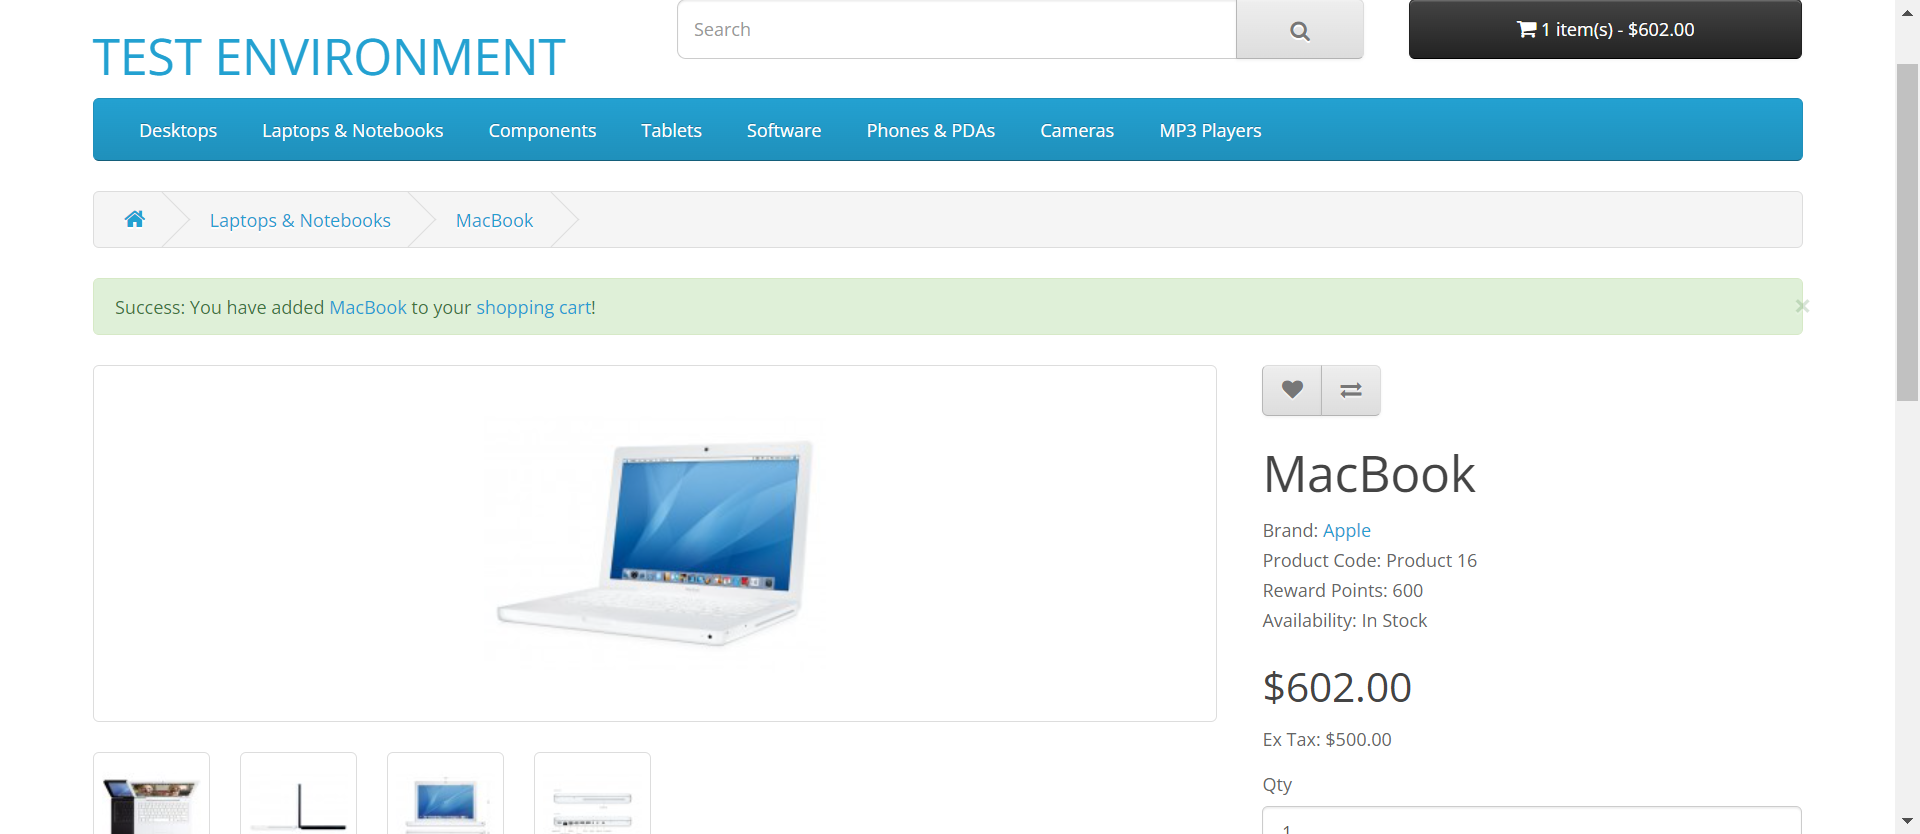 TEST ENVIRONMENT
Search
1 item(s) - $602.00
Desktops Laptops & Notebooks Components Tablets Software Phones & PDAs Cameras MP3 Players
Laptops & Notebooks MacBook
Success: You have added MacBook to your shopping cart!
×
MacBook
Brand: Apple
Product Code: Product 16
Reward Points: 600
Availability: In Stock
$602.00
Ex Tax: $500.00
Qty
1